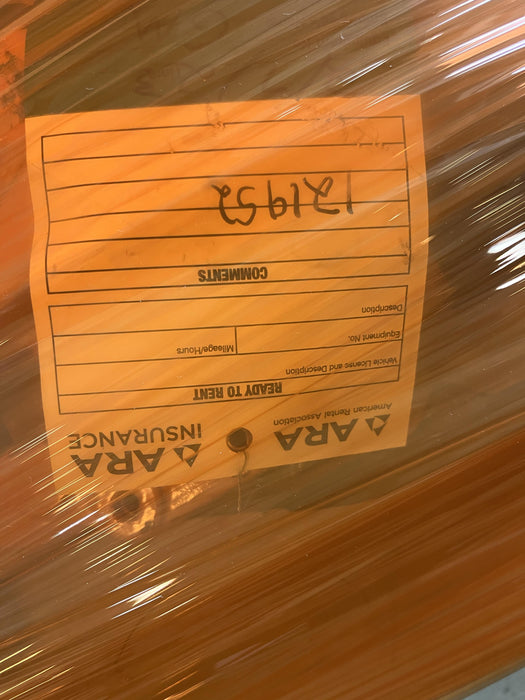 ARA
American Rental Association
ARA
INSURANCE
READY TO RENT
Vehicle License and Description
Equipment No. Mileage/Hours
Description
COMMENTS
121952